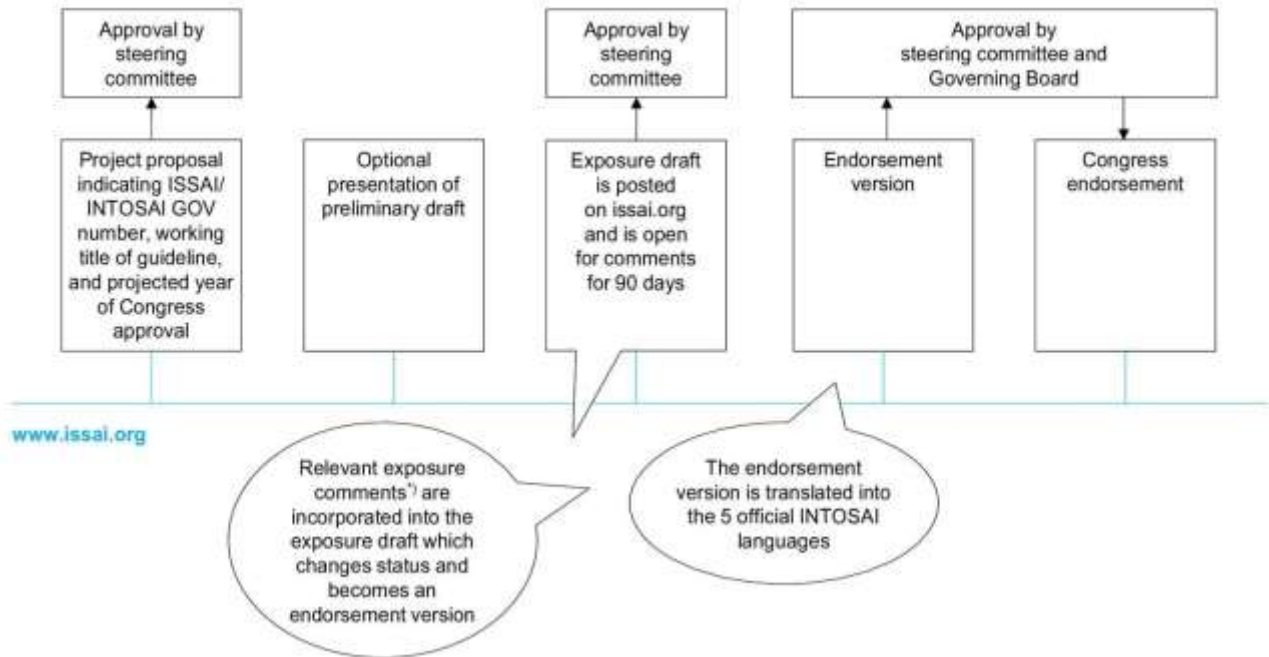 Approval by
steering
committee
Approval by
steering
committee
Approval by
steering committee and
Governing Board
Project proposal
indicating ISSAI/
INTOSAI GOV
number, working
title of guideline,
and projected year
of Congress
approval
Optional
presentation of
preliminary draft
Exposure draft
is posted
on issai.org
and is open
for comments
for 90 days
Endorsement
version
Congress
endorsement
www.issai.org
Relevant exposure
comments*) are
incorporated into the
exposure draft which
changes status and
becomes an
endorsement version
The endorsement
version is translated into
the 5 official INTOSAI
languages